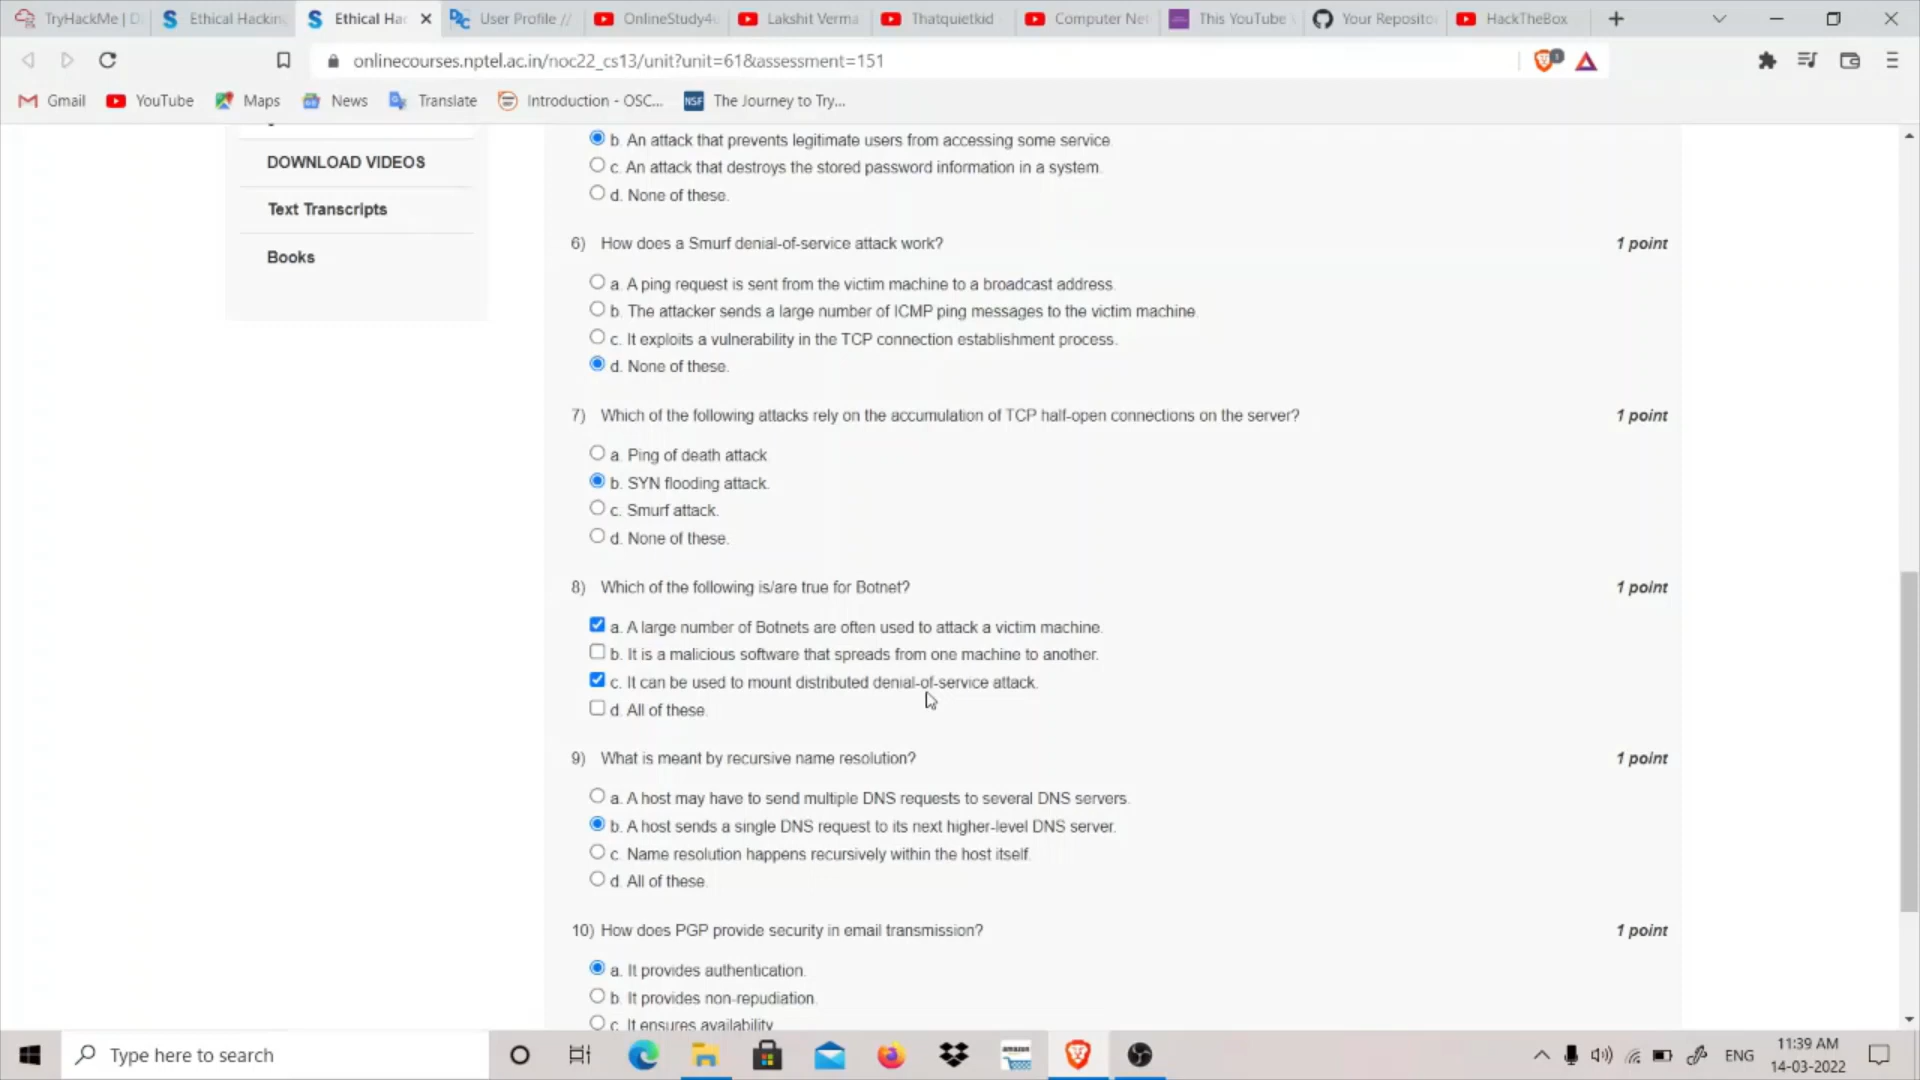 TryHackMe | D
Ethical Hacking
Ethical Hac
User Profile //
OnlineStudy4
Lakshit Verma
Thatquietkid
Computer Net
This YouTube
Your Reposito
HackTheBox
onlinecourses.nptel.ac.in/noc22_cs13/unit?unit=61&assessment=151
1
Gmail
YouTube
Maps
News
Translate
Introduction - OSC...
NSF
The Journey to Try...
DOWNLOAD VIDEOS
Text Transcripts
Books
b. An attack that prevents legitimate users from accessing some service.
c. An attack that destroys the stored password information in a system.
d. None of these.
6) How does a Smurf denial-of-service attack work? 1 point
a. A ping request is sent from the victim machine to a broadcast address.
b. The attacker sends a large number of ICMP ping messages to the victim machine.
c. It exploits a vulnerability in the TCP connection establishment process.
d. None of these.
7) Which of the following attacks rely on the accumulation of TCP half-open connections on the server? 1 point
a. Ping of death attack.
b. SYN flooding attack.
c. Smurf attack.
d. None of these.
8) Which of the following is/are true for Botnet? 1 point
a. A large number of Botnets are often used to attack a victim machine.
b. It is a malicious software that spreads from one machine to another.
c. It can be used to mount distributed denial-of-service attack.
d. All of these.
9) What is meant by recursive name resolution? 1 point
a. A host may have to send multiple DNS requests to several DNS servers.
b. A host sends a single DNS request to its next higher-level DNS server.
c. Name resolution happens recursively within the host itself.
d. All of these.
10) How does PGP provide security in email transmission? 1 point
a. It provides authentication.
b. It provides non-repudiation.
c. It ensures availability
Type here to search
amazon
ENG
11:39 AM
14-03-2022